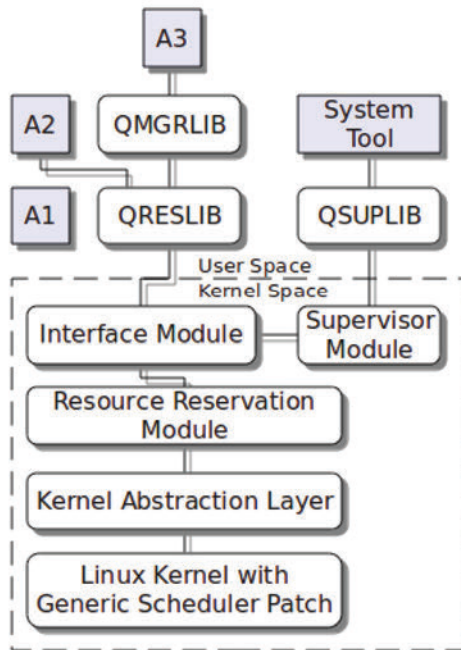 A3
A2
QMGRLIB
System
Tool
A1
QRESLIB
QSUPLIB
User Space
Kernel Space
Interface Module
Supervisor
Module
Resource Reservation
Module
Kernel Abstraction Layer
Linux Kernel with
Generic Scheduler Patch